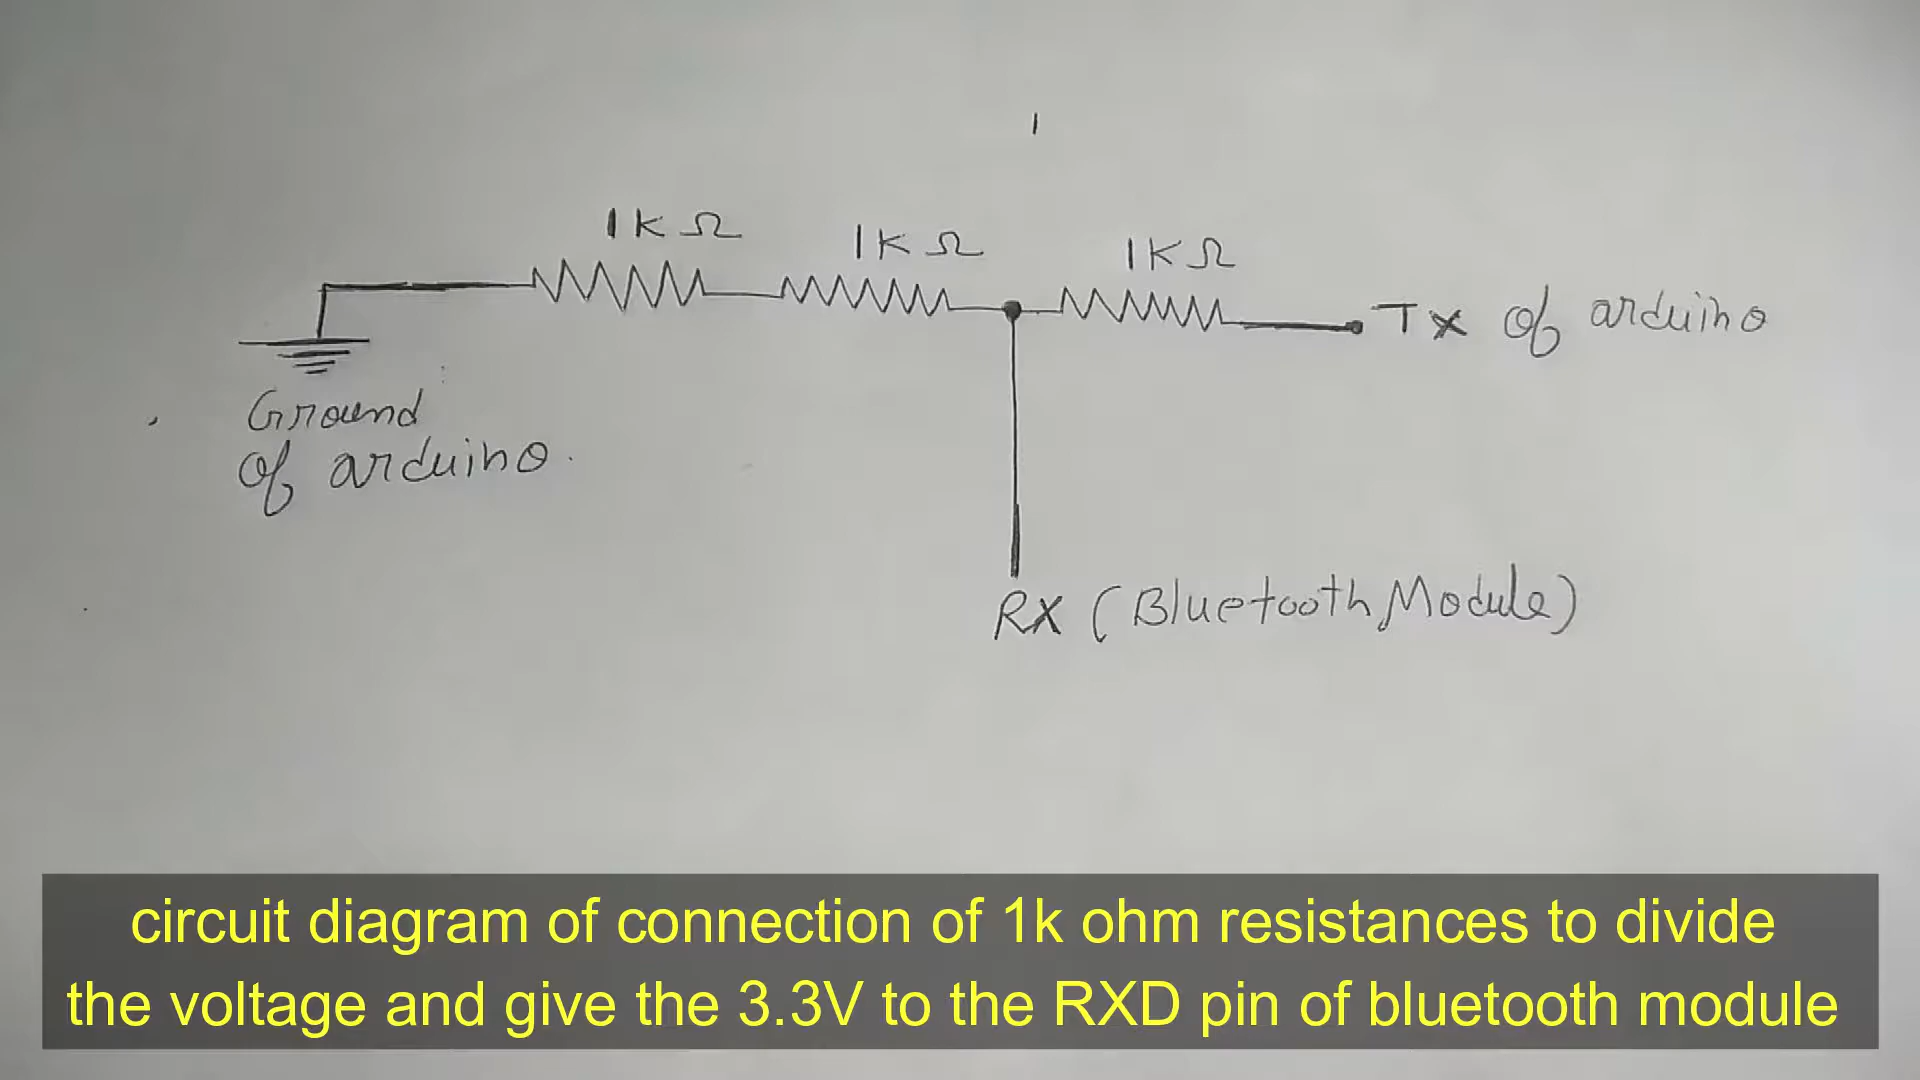 1KΩ 1KΩ 1KΩ
Tx of arduino
Ground
of arduino.
RX (Bluetooth Module)
circuit diagram of connection of 1k ohm resistances to divide
the voltage and give the 3.3V to the RXD pin of bluetooth module